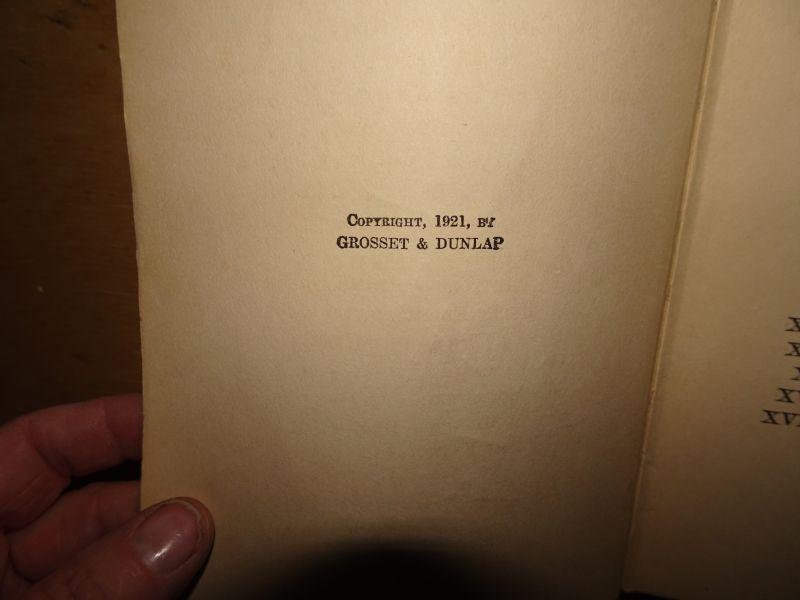 COPYRIGHT, 1921, BY
GROSSET & DUNLAP